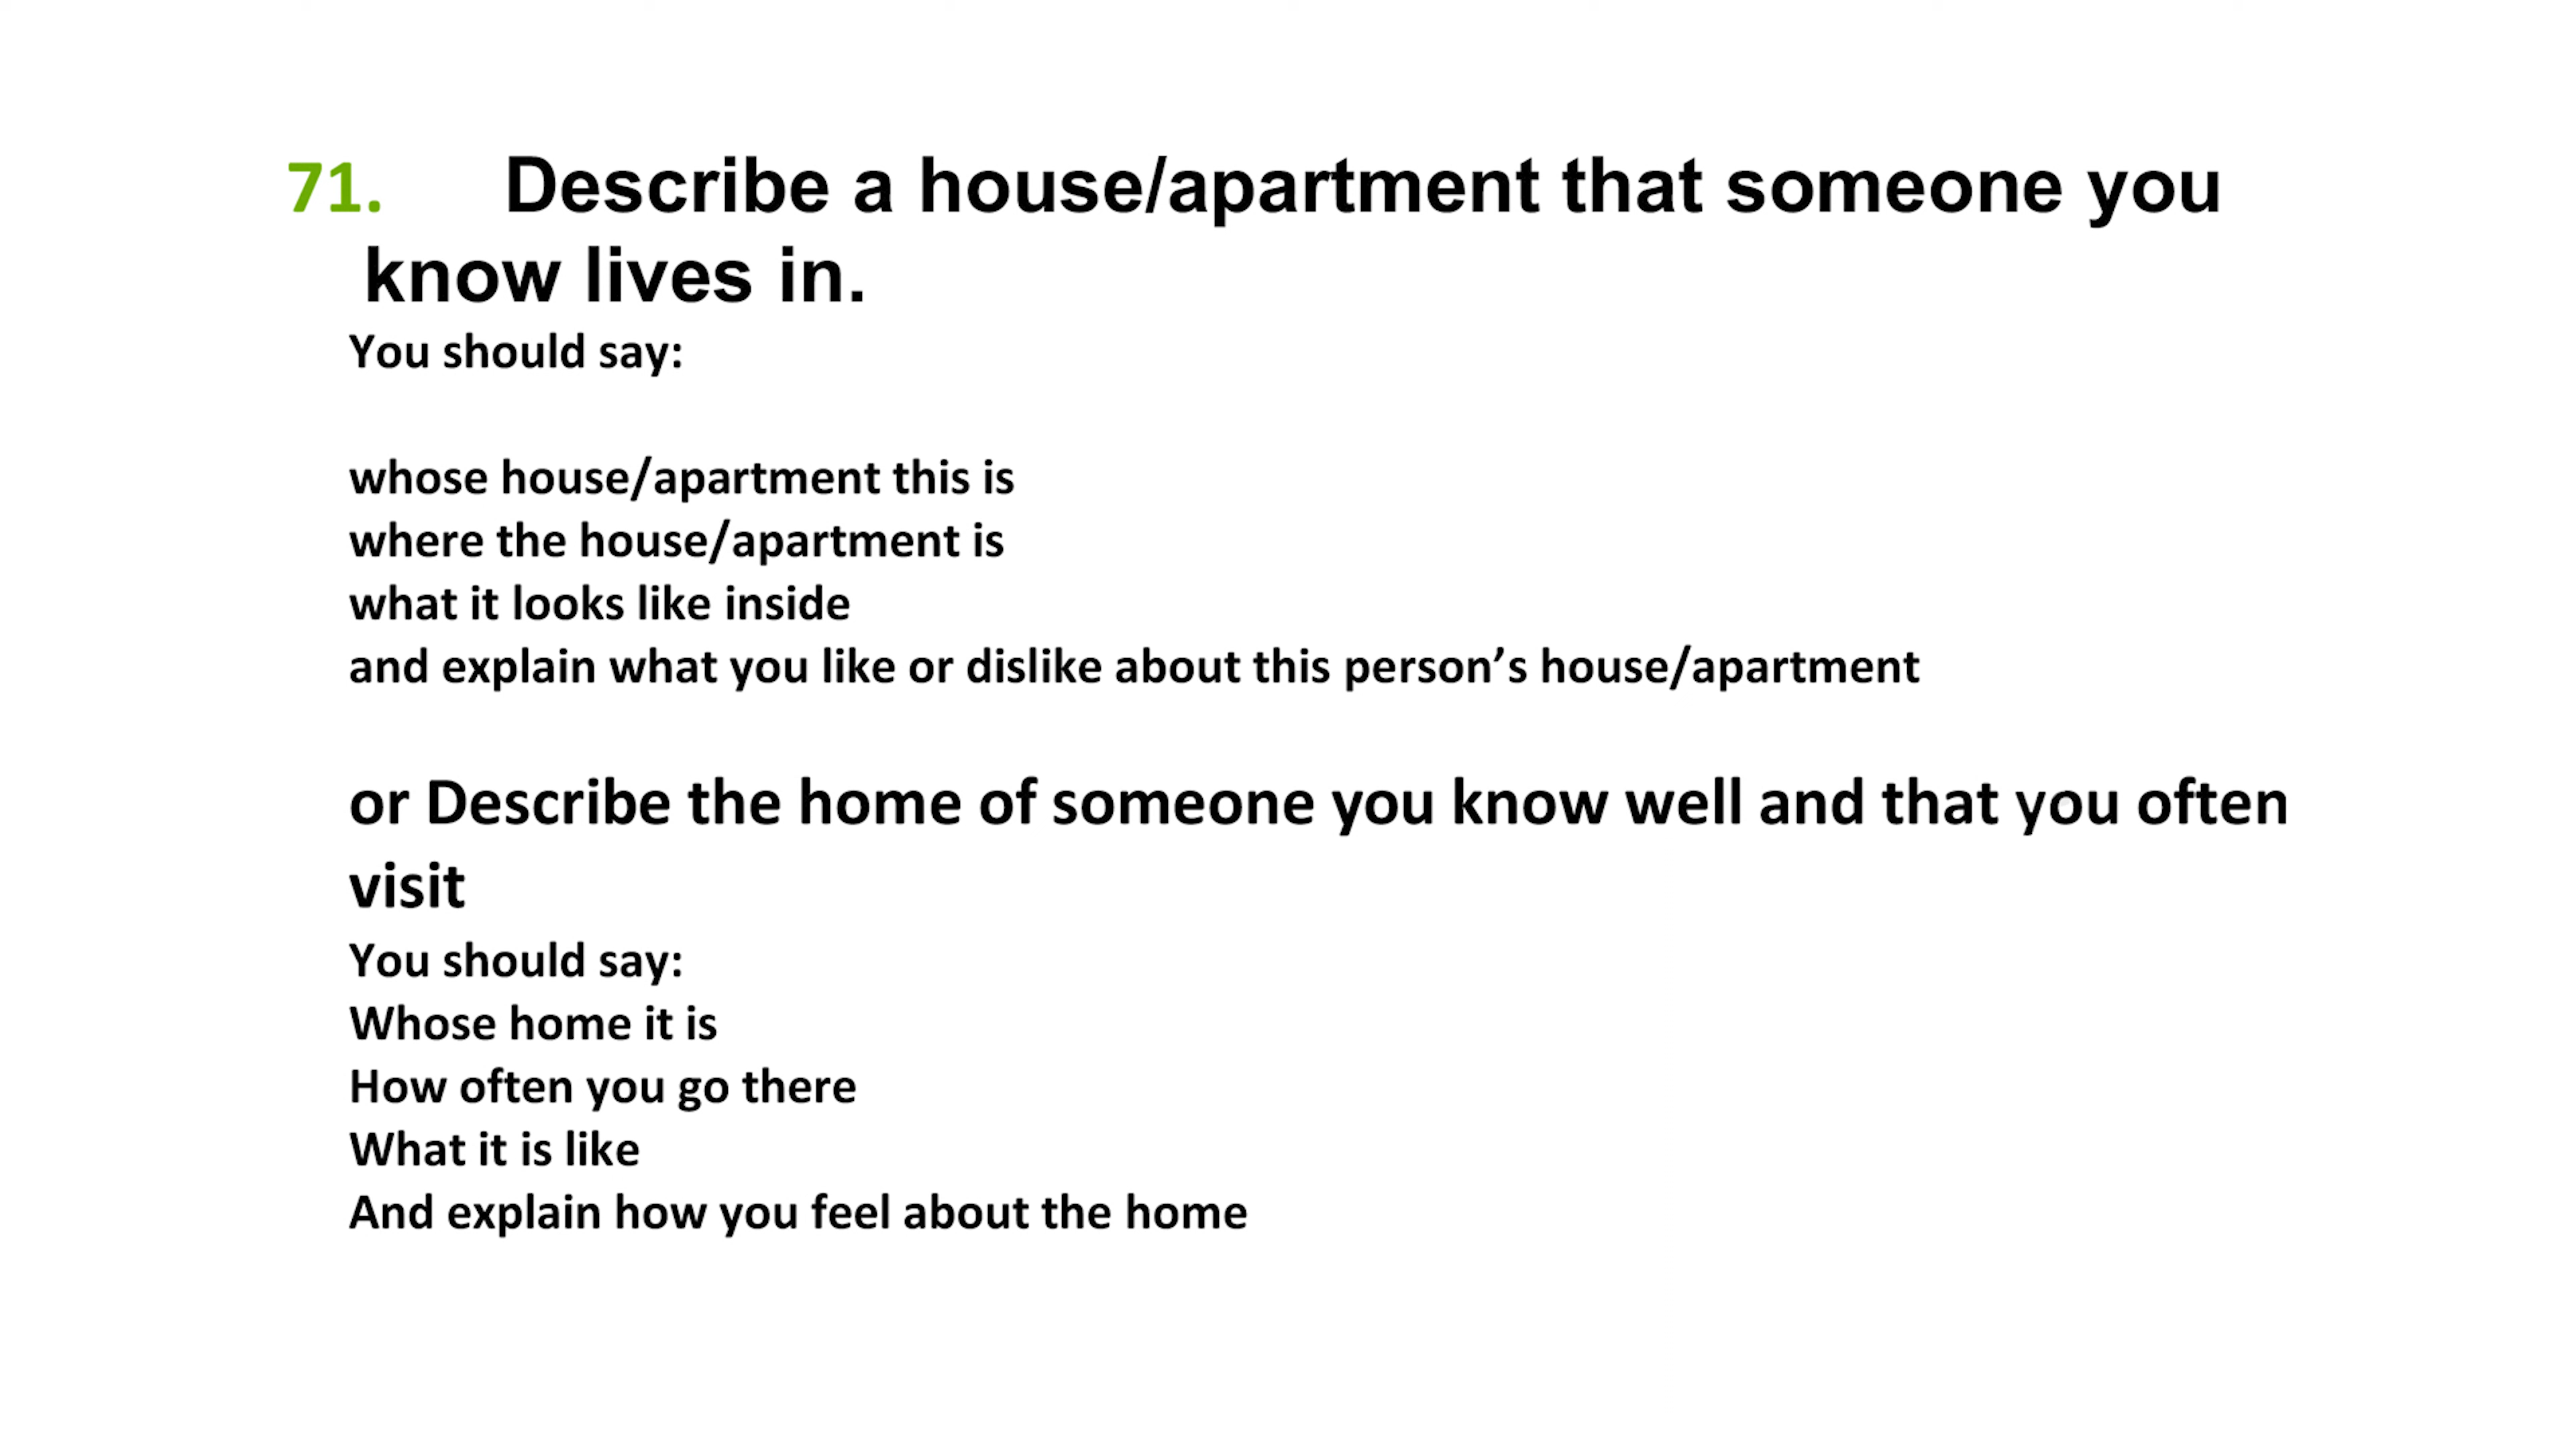 71. Describe a house/apartment that someone you
know lives in.
You should say:
whose house/apartment this is
where the house/apartment is
what it looks like inside
and explain what you like or dislike about this person’s house/apartment
or Describe the home of someone you know well and that you often
visit
You should say:
Whose home it is
How often you go there
What it is like
And explain how you feel about the home